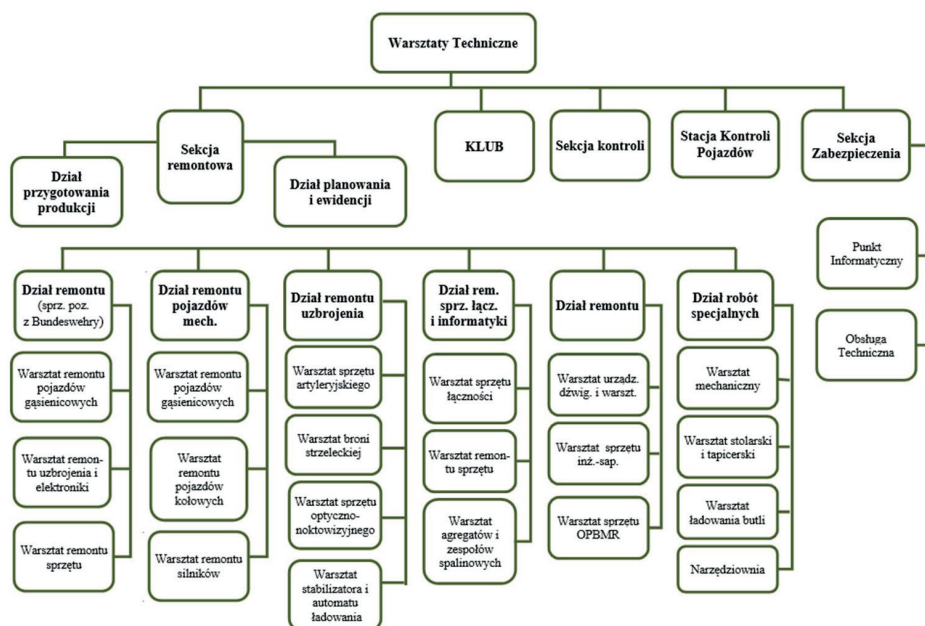 Warsztaty Techniczne
Sekcja
remontowa
KLUB
Sekcja kontroli
Stacja Kontroli
Pojazdów
Sekcja
Zabezpieczenia
Dział
przygotowania
produkcji
Dział planowania
i ewidencji
Punkt
Informatyczny
Obsługa
Techniczna
Dział remontu
(sprz. poz.
z Bundeswehry)
Warsztat remontu
pojazdów
gąsienicowych
Warsztat remon-
tu uzbrojenia i
elektroniki
Warsztat remontu
sprzętu
Dział remontu
pojazdów
mech.
Warsztat remontu
pojazdów
gąsienicowych
Warsztat
remontu
pojazdów
kołowych
Warsztat remontu
silników
Dział remontu
uzbrojenia
Warsztat sprzętu
artyleryjskiego
Warsztat broni
strzeleckiej
Warsztat sprzętu
optyczno-
noktowizyjnego
Warsztat
stabilizatora i
automatu
ładowania
Dział rem.
sprz. łącz.
i informatyki
Warsztat sprzętu
łączności
Warsztat remon-
tu sprzętu
Warsztat
agregatów i
zespołów
spalinowych
Dział remontu
Warsztat urządz.
dźwig. i warszt.
Warsztat sprzętu
inż.-sap.
Warsztat sprzętu
OPBMR
Dział robót
specjalnych
Warsztat
mechaniczny
Warsztat stolarski
i tapicerski
Warsztat
ładowania butli
Narzędziownia